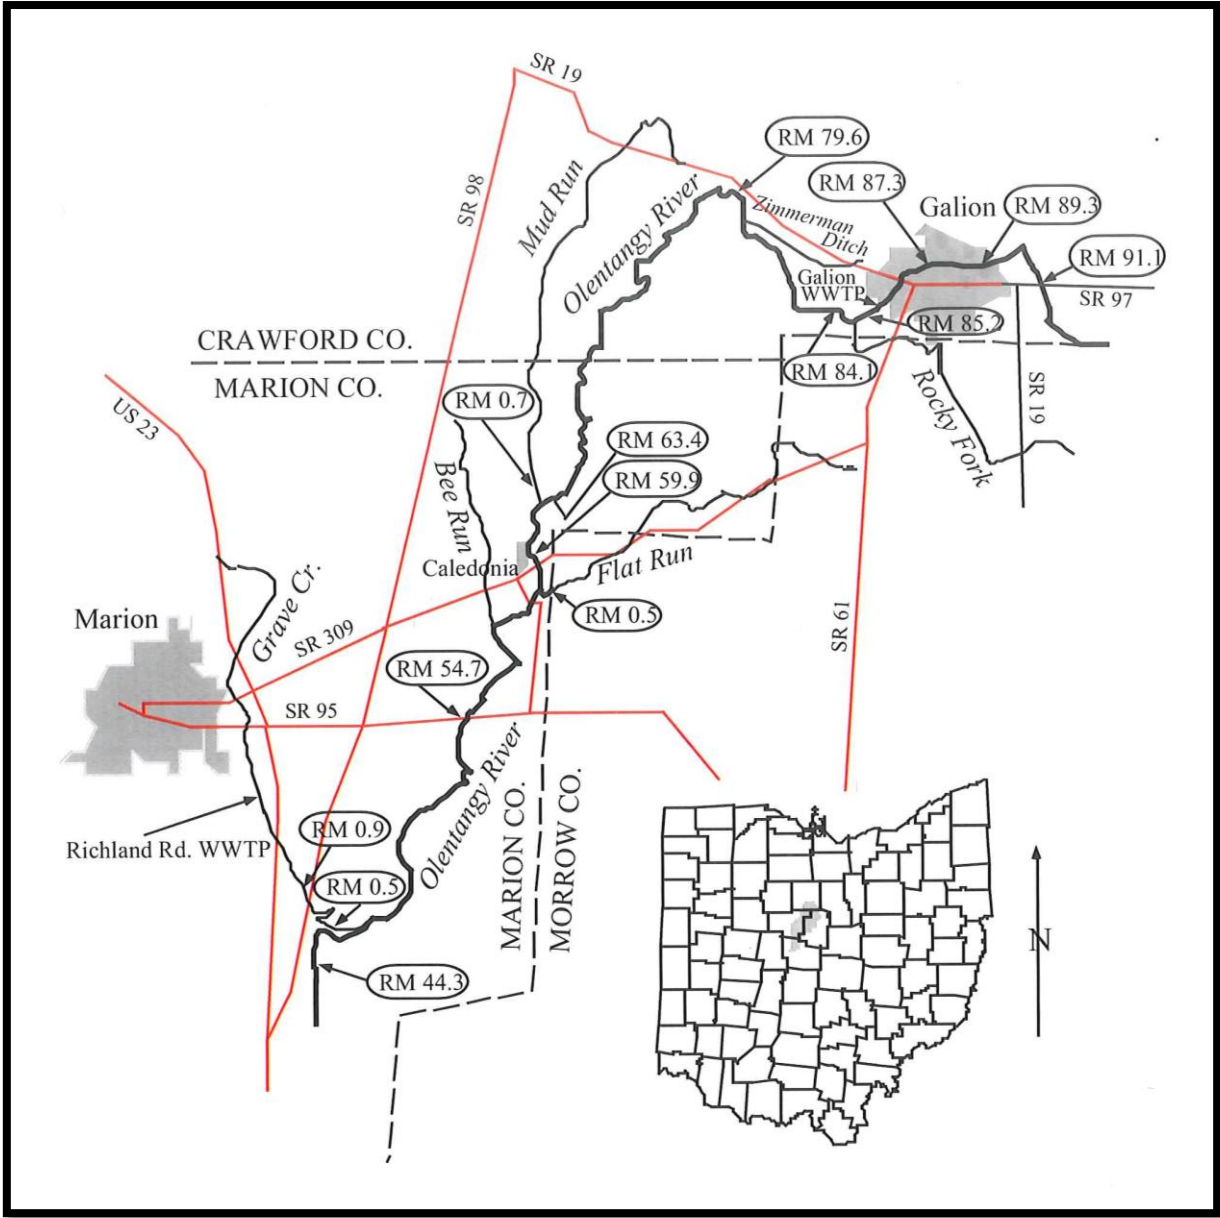 SR 19
RM 79.6
SR 98
Mud Run
RM 87.3
Galion
RM 89.3
Olentangy River
Zimmerman
Ditch
RM 91.1
Galion
WWTP
SR 97
RM 85.2
CRAWFORD CO.
MARION CO.
RM 84.1
US 23
RM 0.7
Rocky Fork
SR 19
RM 63.4
RM 59.9
Bee Run
Caledonia
Flat Run
Grave Cr.
Marion
SR 309
RM 0.5
SR 61
RM 54.7
SR 95
Olentangy River
MARION CO.
MORROW CO.
Richland Rd. WWTP
RM 0.9
RM 0.5
RM 44.3
N